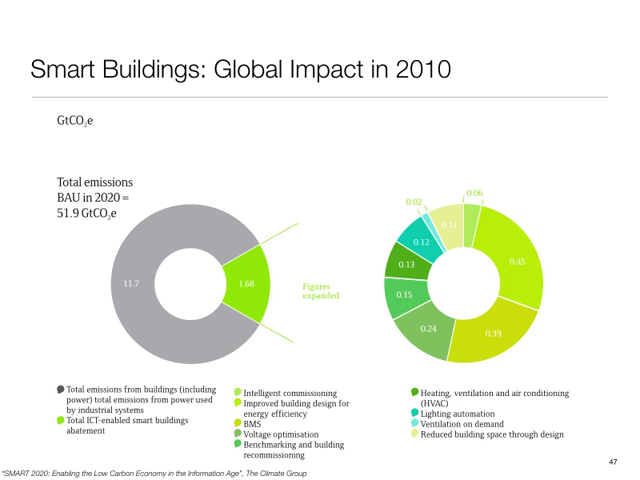 Smart Buildings: Global Impact in 2010
GtCO₂e
Total emissions
BAU in 2020 =
51.9 GtCO₂e
11.7
1.68
Figures
expanded
0.06
0.45
0.39
0.24
0.15
0.13
0.12
0.02
0.13
Total emissions from buildings (including
power) total emissions from power used
by industrial systems
Total ICT-enabled smart buildings
abatement
Intelligent commissioning
Improved building design for
energy efficiency
BMS
Voltage optimisation
Benchmarking and building
recommissioning
Heating, ventilation and air conditioning
(HVAC)
Lighting automation
Ventilation on demand
Reduced building space through design
47
"SMART 2020: Enabling the Low Carbon Economy in the Information Age", The Climate Group